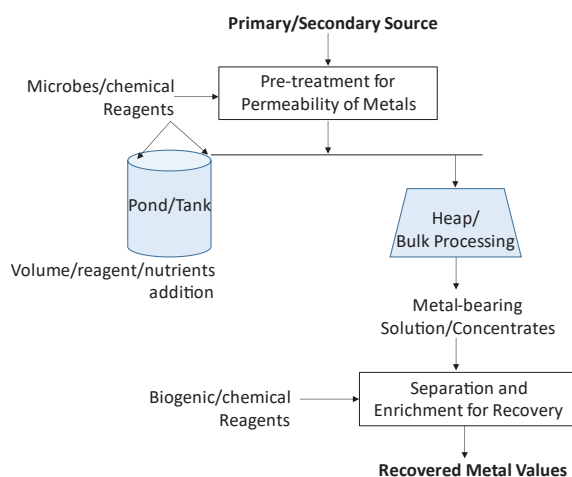 Primary/Secondary Source
Microbes/chemical
Reagents
Pre-treatment for
Permeability of Metals
Pond/Tank
Heap/
Bulk Processing
Volume/reagent/nutrients
addition
Metal-bearing
Solution/Concentrates
Biogenic/chemical
Reagents
Separation and
Enrichment for Recovery
Recovered Metal Values